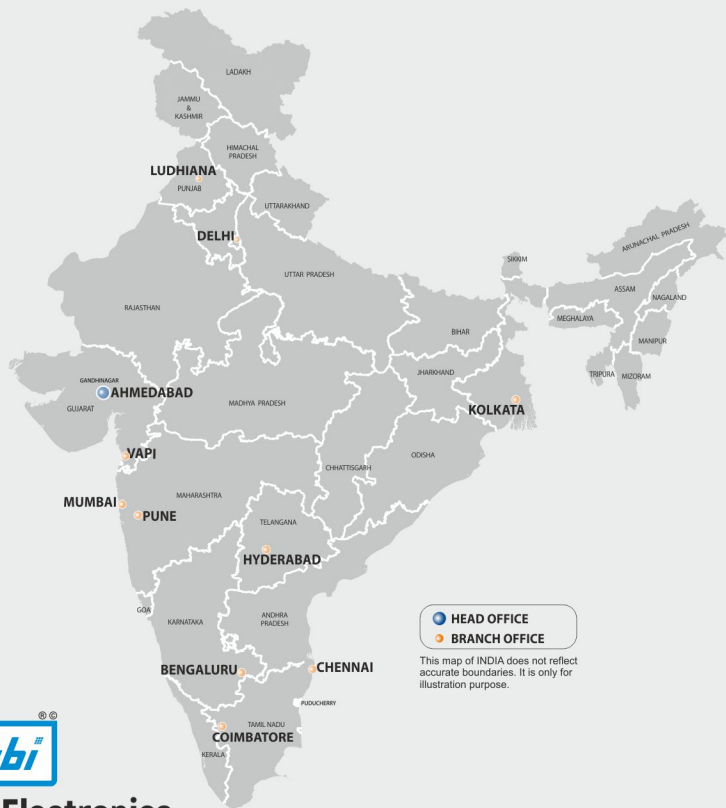 LADAKH
JAMMU
&
KASHMIR
HIMACHAL
PRADESH
LUDHIANA
PUNJAB
UTTARAKHAND
DELHI
ARUNACHAL PRADESH
SIKKIM
UTTAR PRADESH
ASSAM
NAGALAND
RAJASTHAN
MEGHALAYA
BIHAR
MANIPUR
TRIPURA
MIZORAM
JHARKHAND
GANDHINAGAR
AHMEDABAD
GUJARAT
MADHYA PRADESH
KOLKATA
VAPI
CHHATTISGARH
ODISHA
MAHARASHTRA
MUMBAI
PUNE
TELANGANA
HYDERABAD
GOA
KARNATAKA
ANDHRA
PRADESH
HEAD OFFICE
BRANCH OFFICE
This map of INDIA does not reflect
accurate boundaries. It is only for
illustration purpose.
BENGALURU
CHENNAI
PUDUCHERRY
TAMIL NADU
COIMBATORE
KERALA
® ©
bi
Electronics